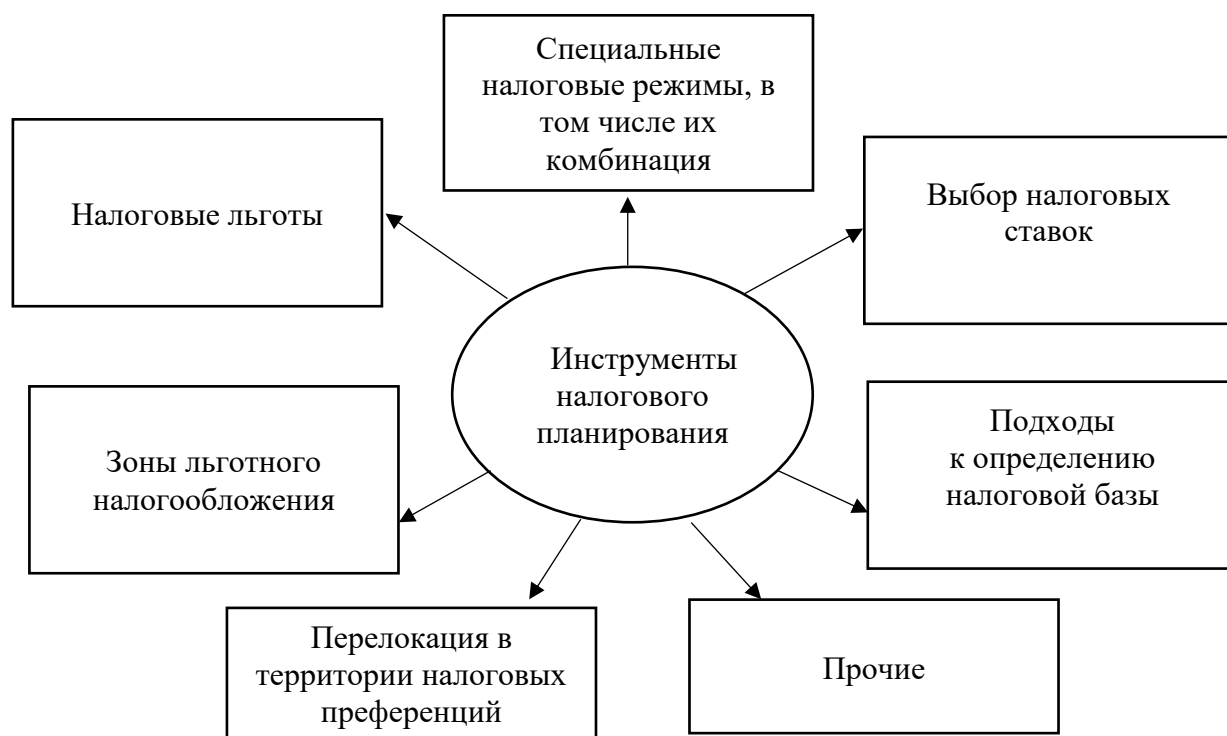 Специальные
налоговые режимы, в
том числе их
комбинация
Налоговые льготы
Выбор налоговых
ставок
Инструменты
налогового
планирования
Зоны льготного
налогообложения
Подходы
к определению
налоговой базы
Перелокация в
территории налоговых
преференций
Прочие